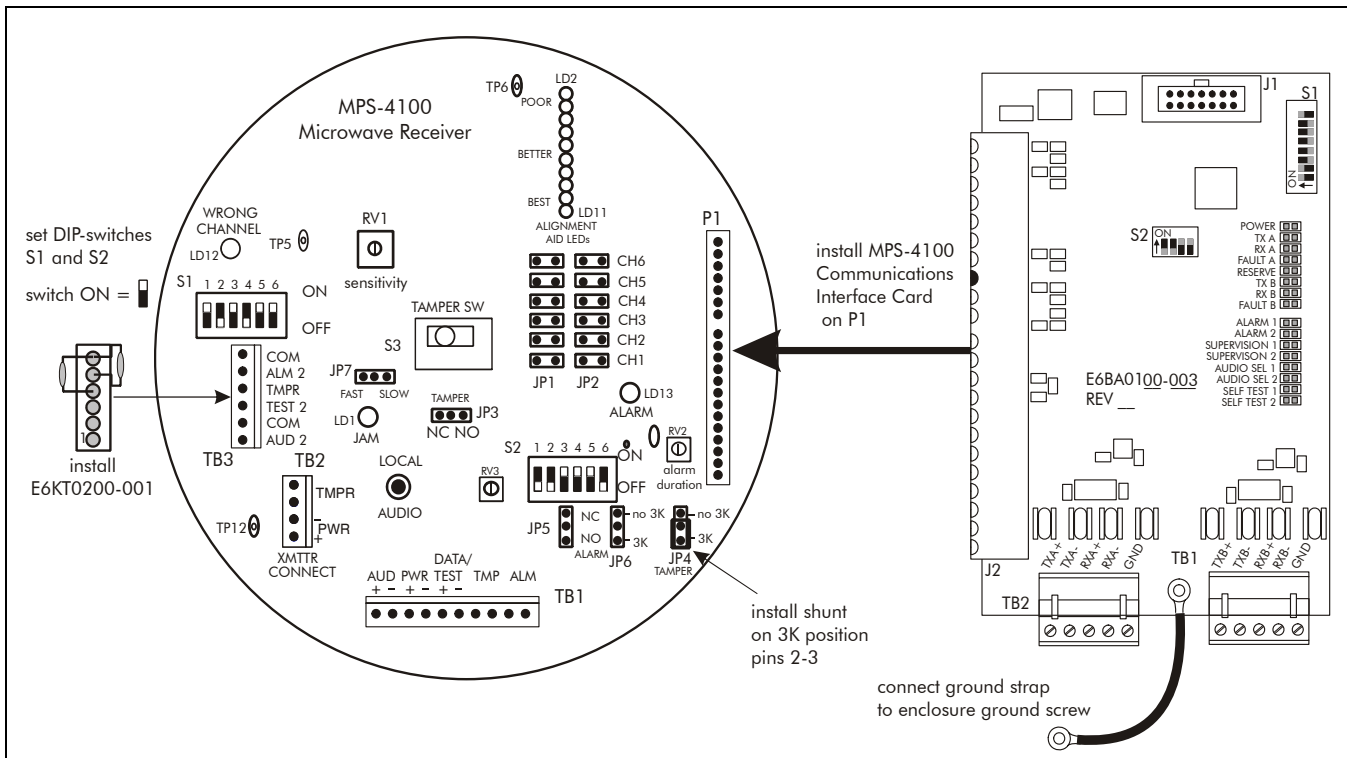 MPS-4100
Microwave Receiver
TP6
LD2
POOR
BETTER
BEST
LD11
ALIGNMENT
AID LEDs
WRONG
CHANNEL
LD12
TP5
RV1
sensitivity
set DIP-switches
S1 and S2
switch ON =
S1
1 2 3 4 5 6
ON
OFF
TAMPER SW
S3
CH6
CH5
CH4
CH3
CH2
CH1
JP1
JP2
P1
COM
ALM 2
TMPR
TEST 2
COM
AUD 2
TB3
1
install
E6KT0200-001
JP7
FAST
SLOW
LD1
JAM
TAMPER
JP3
NC NO
LD13
ALARM
RV2
alarm
duration
S2
1 2 3 4 5 6
ON
OFF
TB2
TMPR
-
PWR
+
XMTTR
CONNECT
TP12
LOCAL
AUDIO
RV3
JP5
NC
NO
ALARM
no 3K
3K
JP6
no 3K
3K
JP4
TAMPER
AUD PWR DATA/
TEST TMP ALM
+ - + - + -
TB1
install shunt
on 3K position
pins 2-3
install MPS-4100
Communications
Interface Card
on P1
J1
S1
ON
S2
ON
POWER
TX A
RX A
FAULT A
RESERVE
TX B
RX B
FAULT B
ALARM 1
ALARM 2
SUPERVISION 1
SUPERVISON 2
AUDIO SEL 1
AUDIO SEL 2
SELF TEST 1
SELF TEST 2
E6BA0100-003
REV __
J2
TXA+
TXA-
RXA+
RXA-
GND
TB2
TB1
TXB+
TXB-
RXB+
RXB-
GND
connect ground strap
to enclosure ground screw